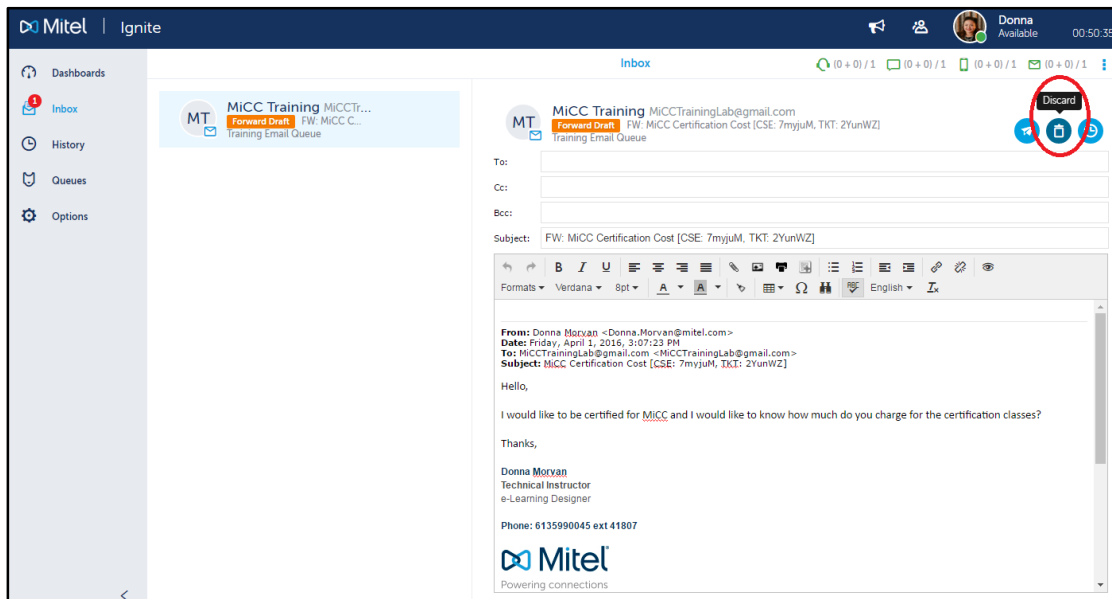 Mitel | Ignite
Donna
Available
00:50:35
Dashboards
1
Inbox
History
Queues
Options
Inbox
(0 + 0) / 1 (0 + 0) / 1 (0 + 0) / 1 (0 + 0) / 1
MT
MiCC Training MiCCTr...
Forward Draft FW: MiCC C...
Training Email Queue
Discard
MT
MiCC Training MiCCTrainingLab@gmail.com
Forward Draft FW: MiCC Certification Cost [CSE: 7myjuM, TKT: 2YunWZ]
Training Email Queue
To:
Cc:
Bcc:
Subject: FW: MiCC Certification Cost [CSE: 7myjuM, TKT: 2YunWZ]
B I U
Formats Verdana 8pt A A Ω ABC English Tx
From: Donna Morvan <Donna.Morvan@mitel.com>
Date: Friday, April 1, 2016, 3:07:23 PM
To: MiCCTrainingLab@gmail.com <MiCCTrainingLab@gmail.com>
Subject: MiCC Certification Cost [CSE: 7myjuM, TKT: 2YunWZ]
Hello,
I would like to be certified for MiCC and I would like to know how much do you charge for the certification classes?
Thanks,
Donna Morvan
Technical Instructor
e-Learning Designer
Phone: 6135990045 ext 41807
Mitel
Powering connections